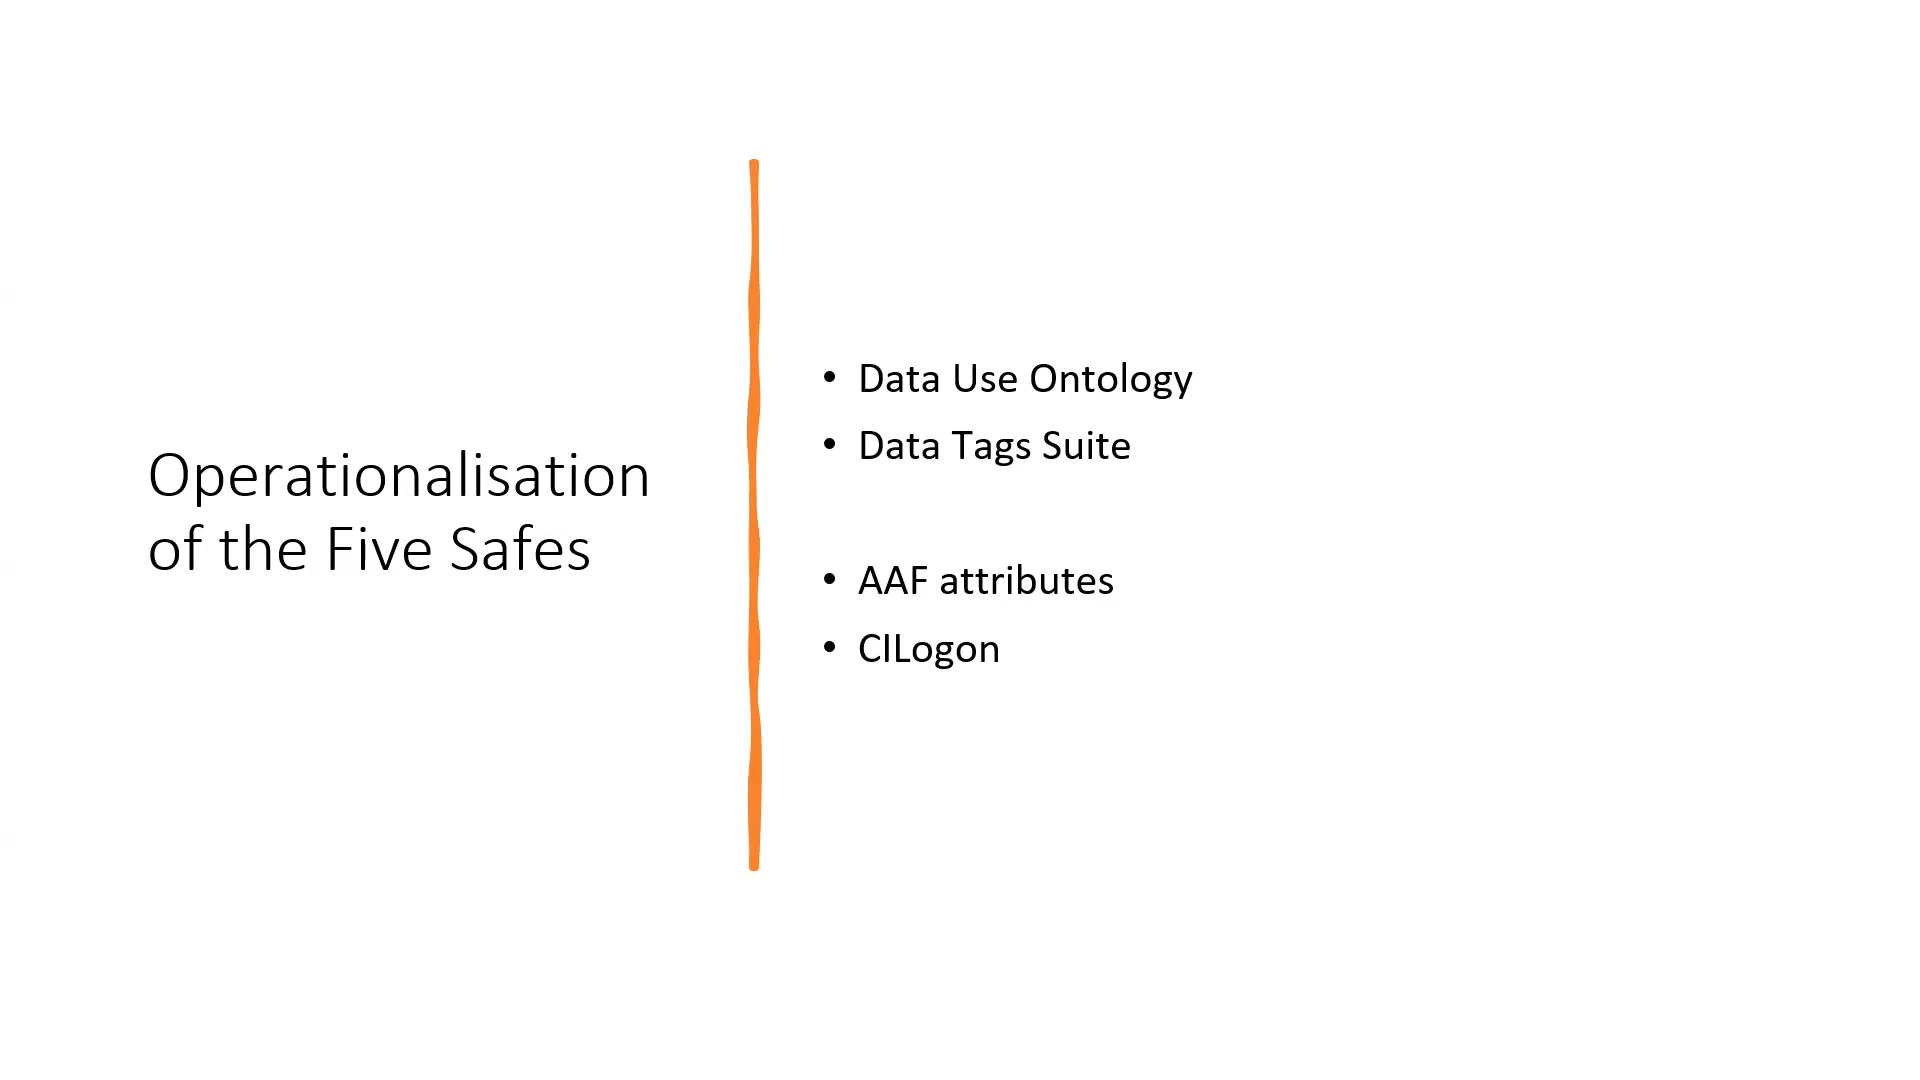 Operationalisation
of the Five Safes
• Data Use Ontology
• Data Tags Suite
• AAF attributes
• CILogon